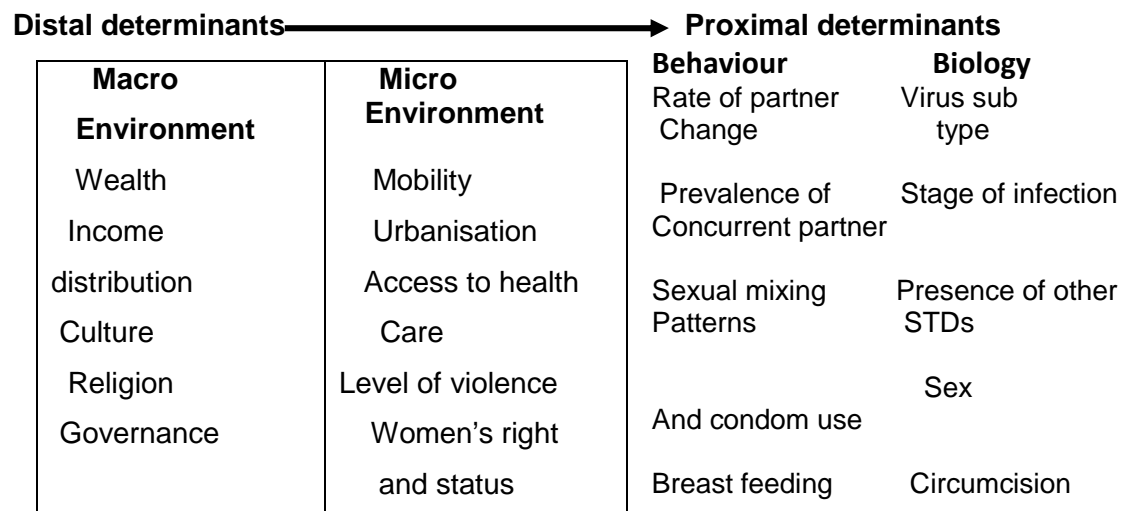 Distal determinants Proximal determinants
Macro
Environment
Wealth
Income
distribution
Culture
Religion
Governance
Micro
Environment
Mobility
Urbanisation
Access to health
Care
Level of violence
Women's right
and status
Behaviour
Rate of partner
Change
Prevalence of
Concurrent partner
Sexual mixing
Patterns
And condom use
Breast feeding
Biology
Virus sub
type
Stage of infection
Presence of other
STDs
Sex
Circumcision